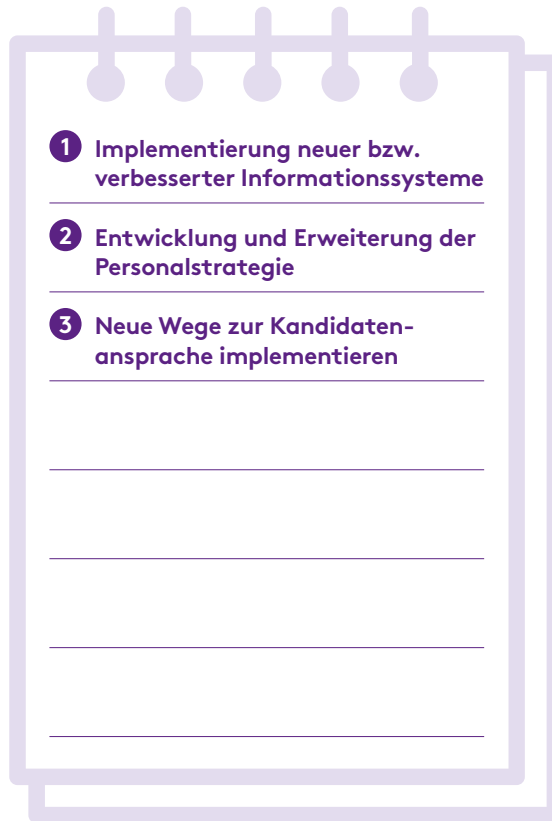 1 Implementierung neuer bzw.
verbesserter Informationssysteme
2 Entwicklung und Erweiterung der
Personalstrategie
3 Neue Wege zur Kandidaten-
ansprache implementieren